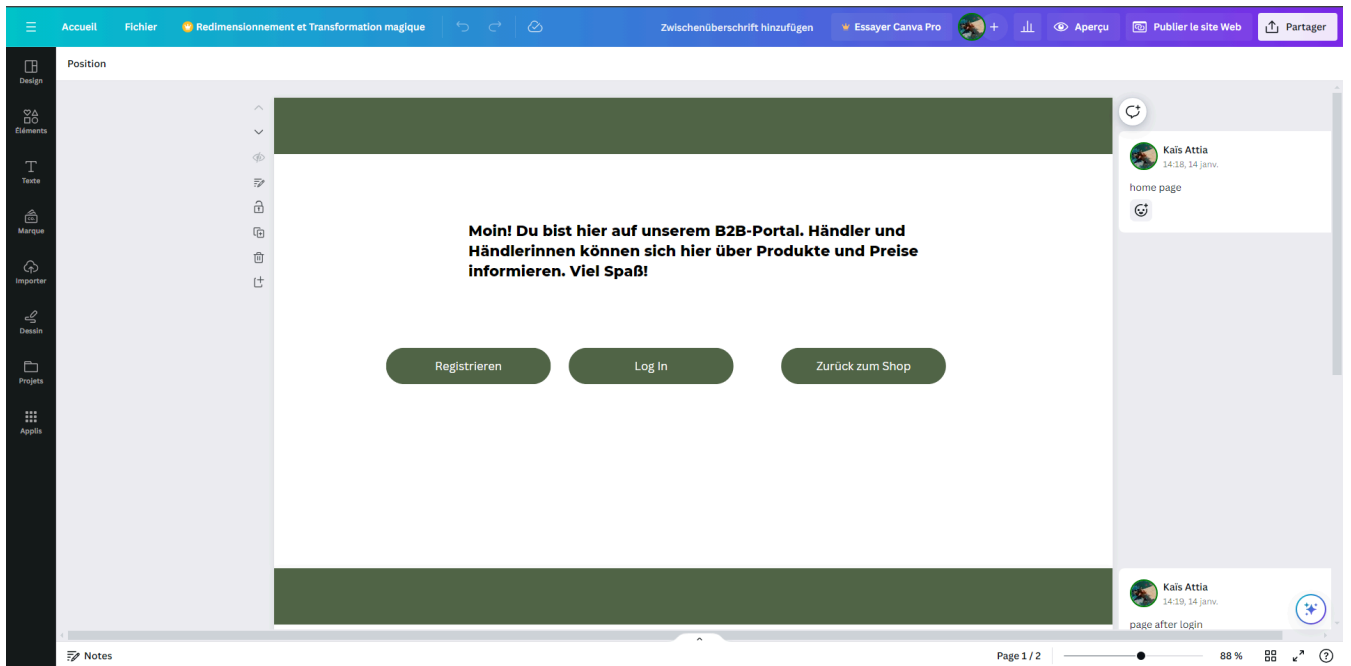 Accueil
Fichier
Redimensionnement et Transformation magique
Zwischenüberschrift hinzufügen
Essayer Canva Pro
Aperçu
Publier le site Web
Partager
Design
Éléments
Texte
Marque
Importer
Dessin
Projets
Applis
Position
Moin! Du bist hier auf unserem B2B-Portal. Händler und
Händlerinnen können sich hier über Produkte und Preise
informieren. Viel Spaß!
Registrieren
Log In
Zurück zum Shop
Kaïs Attia
14:18, 14 janv.
home page
Kaïs Attia
14:19, 14 janv.
page after login
Notes
Page 1 / 2
88 %